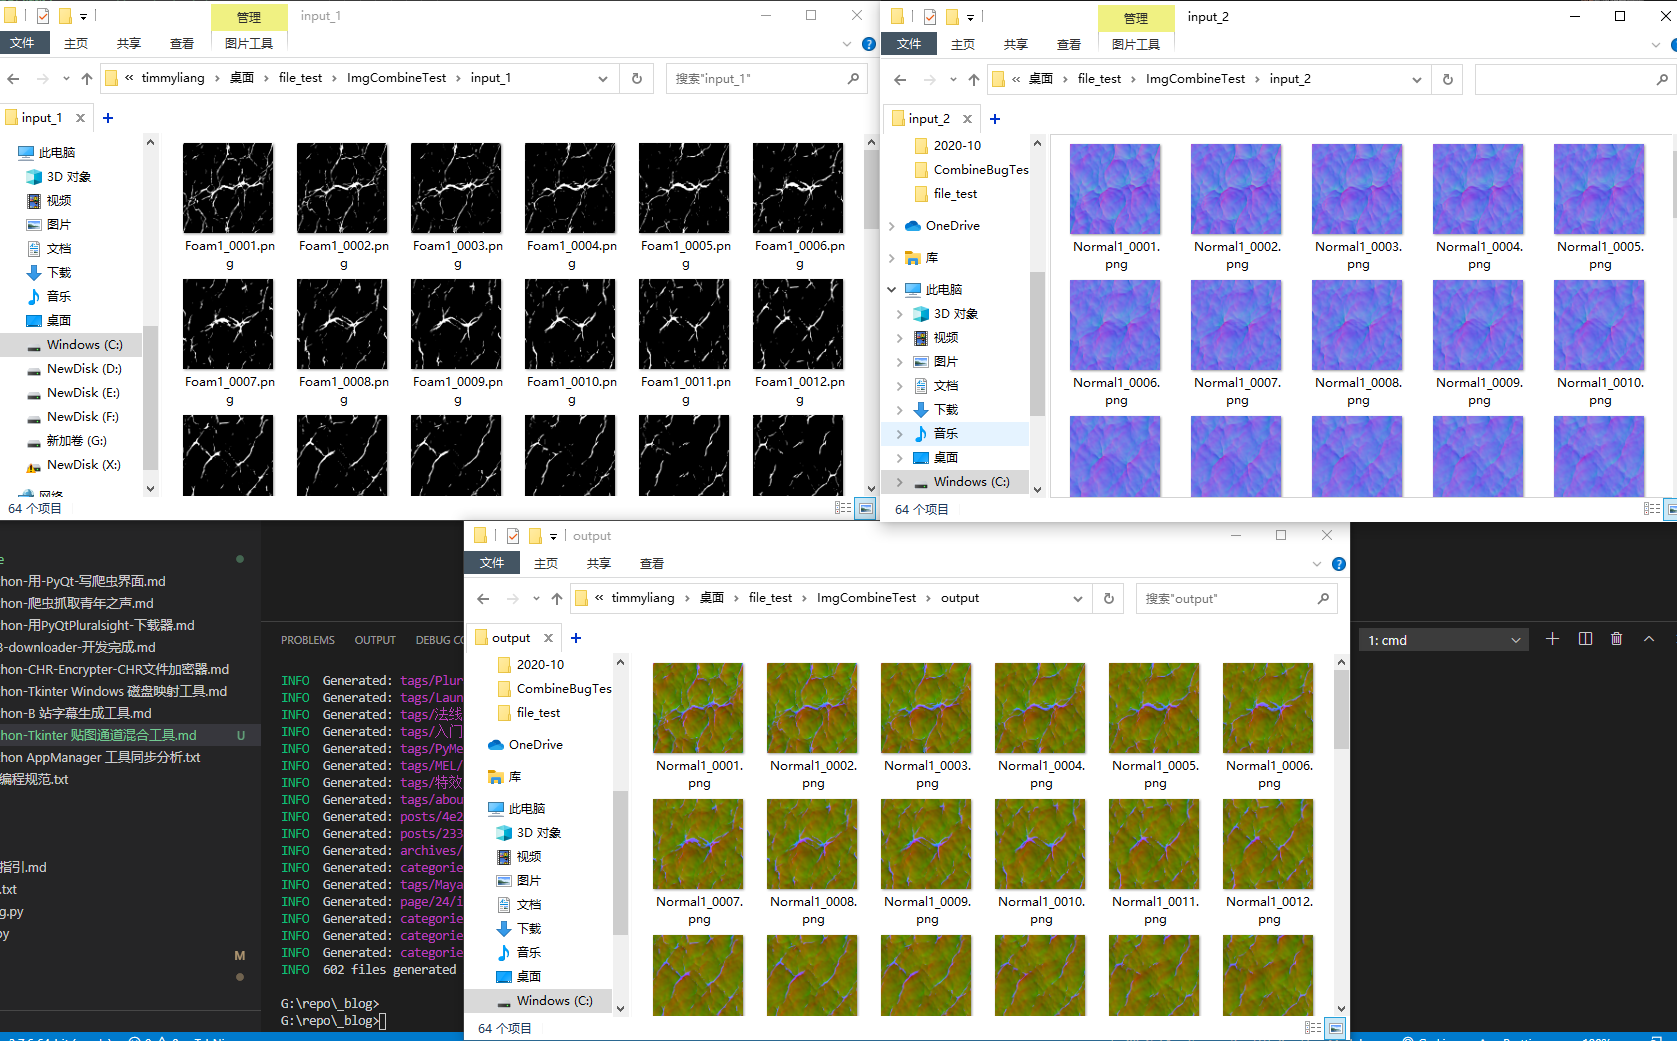 管理
input_1
文件
主页
共享
查看
图片工具
« timmyliang › 桌面 › file_test › ImgCombineTest › input_1
搜索"input_1"
input_1
此电脑
3D 对象
视频
图片
文档
下载
音乐
桌面
Windows (C:)
NewDisk (D:)
NewDisk (E:)
NewDisk (F:)
新加卷 (G:)
NewDisk (X:)
网络
64 个项目
Foam1_0001.pn
g
Foam1_0002.pn
g
Foam1_0003.pn
g
Foam1_0004.pn
g
Foam1_0005.pn
g
Foam1_0006.pn
g
Foam1_0007.pn
g
Foam1_0008.pn
g
Foam1_0009.pn
g
Foam1_0010.pn
g
Foam1_0011.pn
g
Foam1_0012.pn
g
管理
input_2
文件
主页
共享
查看
图片工具
« 桌面 › file_test › ImgCombineTest › input_2
input_2
2020-10
CombineBugTes
file_test
OneDrive
库
此电脑
3D 对象
视频
图片
文档
下载
音乐
桌面
Windows (C:)
64 个项目
Normal1_0001.
png
Normal1_0002.
png
Normal1_0003.
png
Normal1_0004.
png
Normal1_0005.
png
Normal1_0006.
png
Normal1_0007.
png
Normal1_0008.
png
Normal1_0009.
png
Normal1_0010.
png
output
文件
主页
共享
查看
« timmyliang › 桌面 › file_test › ImgCombineTest › output
搜索"output"
output
2020-10
CombineBugTes
file_test
OneDrive
库
此电脑
3D 对象
视频
图片
文档
下载
音乐
桌面
Windows (C:)
64 个项目
Normal1_0001.
png
Normal1_0002.
png
Normal1_0003.
png
Normal1_0004.
png
Normal1_0005.
png
Normal1_0006.
png
Normal1_0007.
png
Normal1_0008.
png
Normal1_0009.
png
Normal1_0010.
png
Normal1_0011.
png
Normal1_0012.
png
e
hon-用-PyQt-写爬虫界面.md
hon-爬虫抓取青年之声.md
hon-用PyQtPluralsight-下载器.md
3-downloader-开发完成.md
hon-CHR-Encrypter-CHR文件加密器.md
hon-Tkinter Windows 磁盘映射工具.md
hon-B 站字幕生成工具.md
hon-Tkinter 贴图通道混合工具.md U
hon AppManager 工具同步分析.txt
编程规范.txt
指引.md
.txt
g.py
py
M
PROBLEMS OUTPUT DEBUG CO
1: cmd
INFO Generated: tags/Plur
INFO Generated: tags/Laun
INFO Generated: tags/法线
INFO Generated: tags/入门
INFO Generated: tags/PyMe
INFO Generated: tags/MEL/
INFO Generated: tags/特效
INFO Generated: tags/abou
INFO Generated: posts/4e2
INFO Generated: posts/233
INFO Generated: archives/
INFO Generated: categorie
INFO Generated: tags/Maya
INFO Generated: page/24/i
INFO Generated: categorie
INFO Generated: categorie
INFO Generated: categorie
INFO 602 files generated
G:\repo\_blog>
G:\repo\_blog>